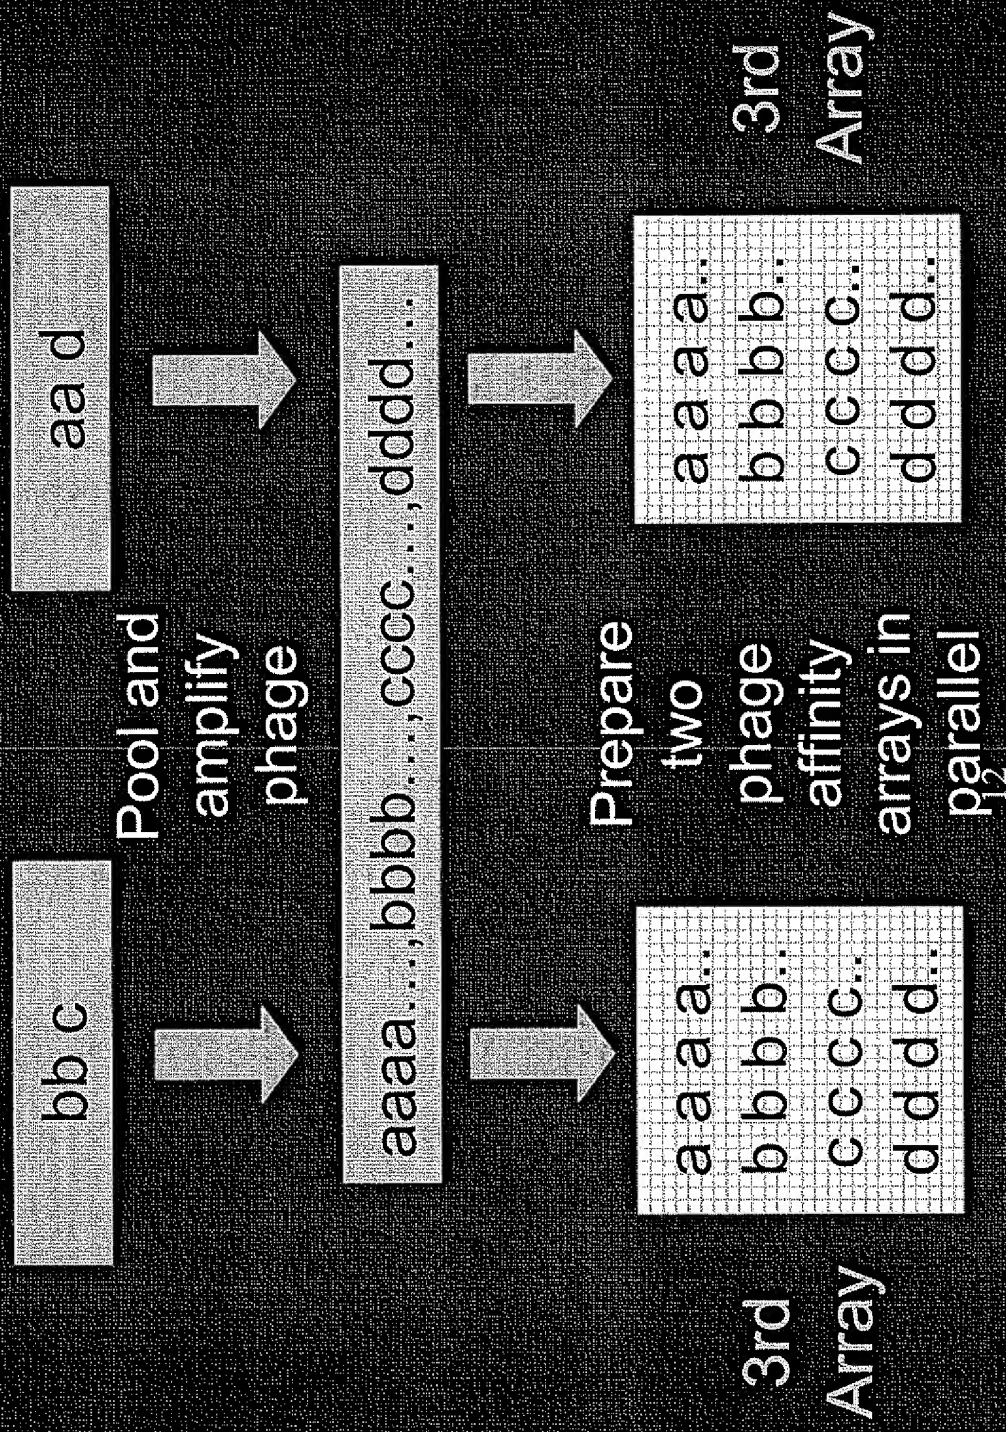 bb c
aa d
Pool and
amplify
phage
aaaa....,bbbb....,cccc....,dddd....
3rd
Array
a a a a..
b b b b..
c c c c..
d d d d..
Prepare
two
phage
affinity
arrays in
parallel
a a a a..
b b b b..
c c c c..
d d d d..
3rd
Array
12